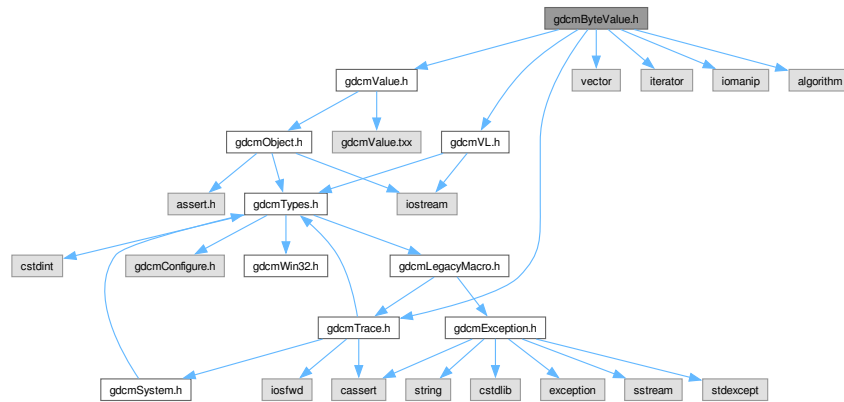 gdcmByteValue.h
gdcmValue.h
vector
iterator
iomanip
algorithm
gdcmObject.h
gdcmValue.txx
gdcmVL.h
assert.h
gdcmTypes.h
iostream
cstdint
gdcmConfigure.h
gdcmWin32.h
gdcmLegacyMacro.h
gdcmTrace.h
gdcmException.h
gdcmSystem.h
iosfwd
cassert
string
cstdlib
exception
sstream
stdexcept